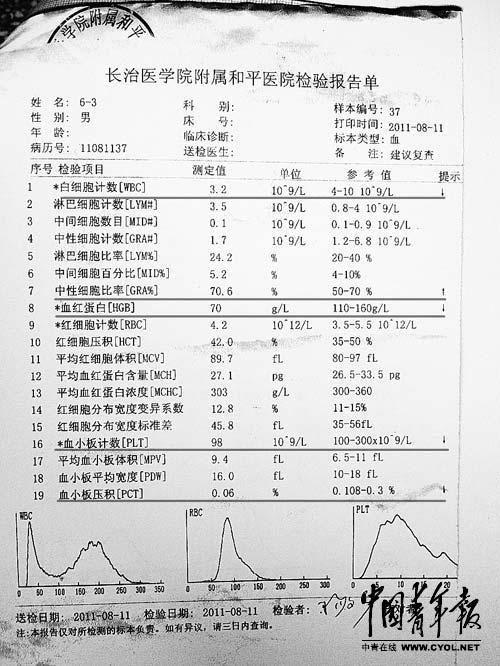 学院附属和平
长治医学院附属和平医院检验报告单
姓 名: 6-3 科 别: 样本编号: 37
性 别: 男 床 号: 打印时间: 2011-08-11
年 龄: 临床诊断: 标本类型: 血
病历号: 11081137 送检医生: 备 注: 建议复查
序号 检验项目 测定值 单位 参 考 值 提示
1 *白细胞计数[WBC] 3.2 10^9/L 4-10 10^9/L ↓
2 淋巴细胞计数[LYM#] 3.5 10^9/L 0.8-4 10^9/L
3 中间细胞数目[MID#] 0.1 10^9/L 0.1-0.9 10^9/L
4 中性细胞计数[GRA#] 1.7 10^9/L 1.2-6.8 10^9/L
5 淋巴细胞比率[LYM%] 24.2 % 20-40 %
6 中间细胞百分比[MID%] 5.2 % 4-10%
7 中性细胞比率[GRA%] 70.6 % 50-70 % ↑
8 *血红蛋白[HGB] 70 g/L 110-160g/L ↓
9 *红细胞计数[RBC] 4.2 10^12/L 3.5-5.5 10^12/L
10 红细胞压积[HCT] 42.0 % 35-50 %
11 平均红细胞体积[MCV] 89.7 fL 80-97 fL
12 平均血红蛋白含量[MCH] 27.1 pg 26.5-33.5 pg
13 平均血红蛋白浓度[MCHC] 303 g/L 300-360
14 红细胞分布宽度变异系数 12.8 % 11-15%
15 红细胞分布宽度标准差 45.8 fL 35-56fL
16 *血小板计数[PLT] 98 10^9/L 100-300x10^9/L ↓
17 平均血小板体积[MPV] 9.4 fL 6.5-11 fL
18 血小板平均宽度[PDW] 16.0 fL 10-18 fL
19 血小板压积[PCT] 0.06 % 0.108-0.3 % ↓
WBC RBC PLT
0 50 100 150 200 250 300 350 0 100 200 300 0 10 20
送检日期: 2011-08-11 检验日期: 2011-08-11 检验者:
注:本报告仅对所检测的标本负责。如有异议,请三日内查询。
中国青年报
中青在线 WWW.CYOL.NET